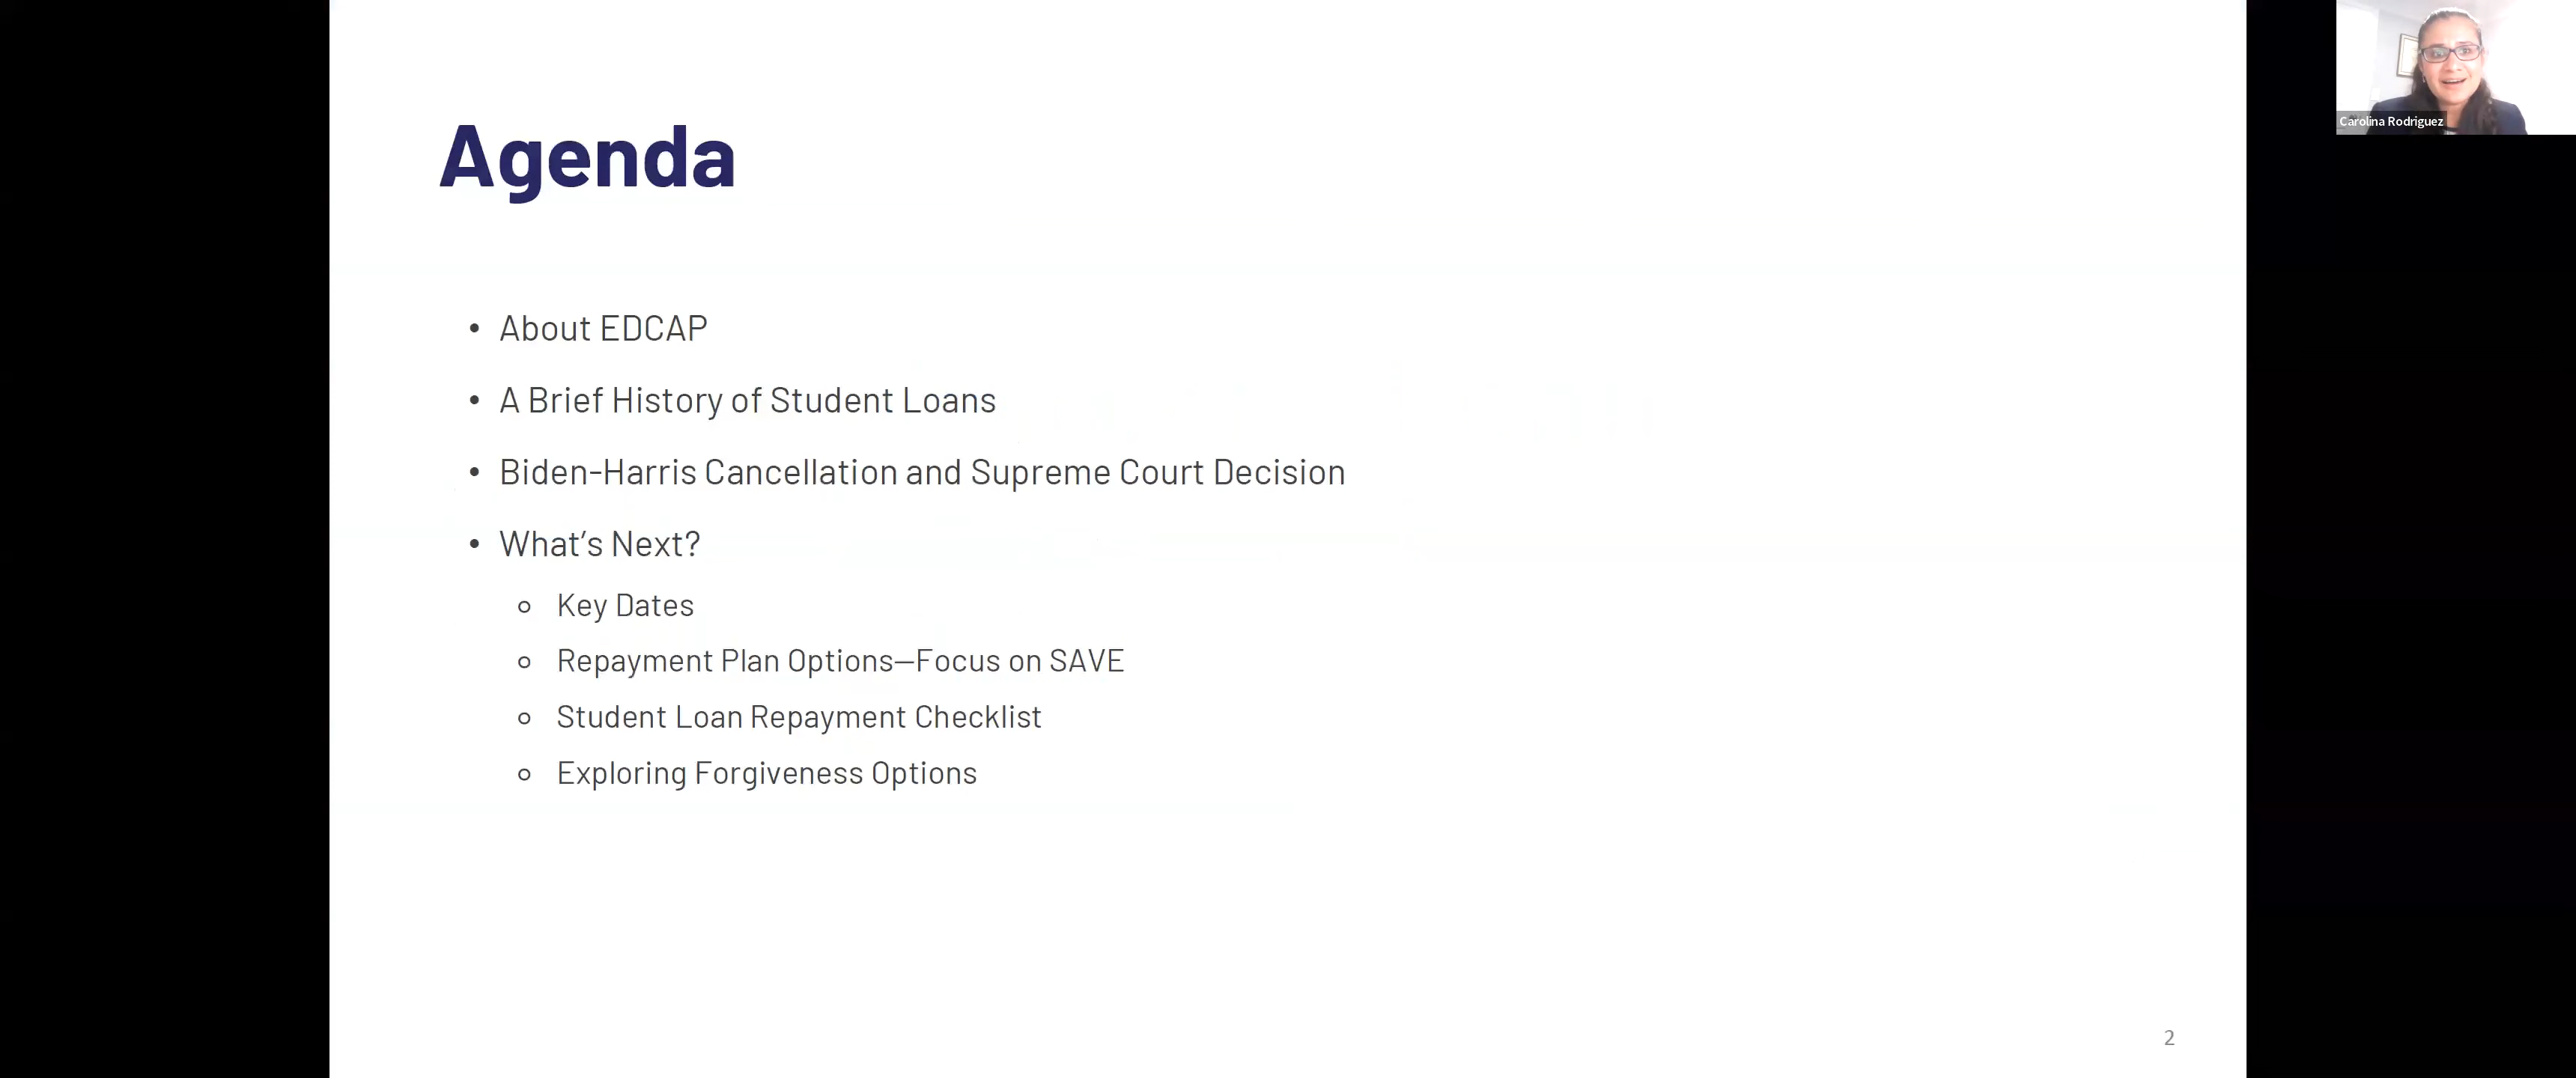 Agenda
• About EDCAP
• A Brief History of Student Loans
• Biden-Harris Cancellation and Supreme Court Decision
• What’s Next?
o Key Dates
o Repayment Plan Options—Focus on SAVE
o Student Loan Repayment Checklist
o Exploring Forgiveness Options
Carolina Rodriguez
2